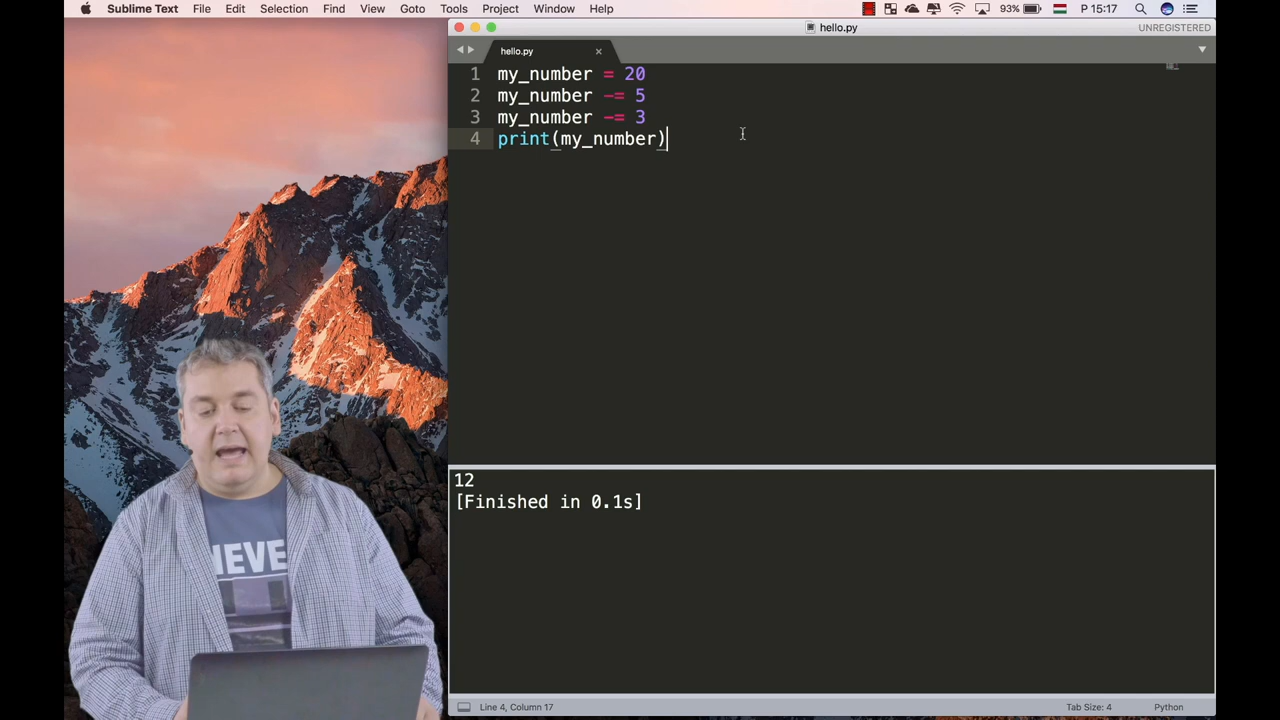 Sublime Text File Edit Selection Find View Goto Tools Project Window Help 93% P 15:17
hello.py UNREGISTERED
hello.py ×
1 my_number = 20
2 my_number -= 5
3 my_number -= 3
4 print(my_number)
12
[Finished in 0.1s]
IEVE
Line 4, Column 17 Tab Size: 4 Python